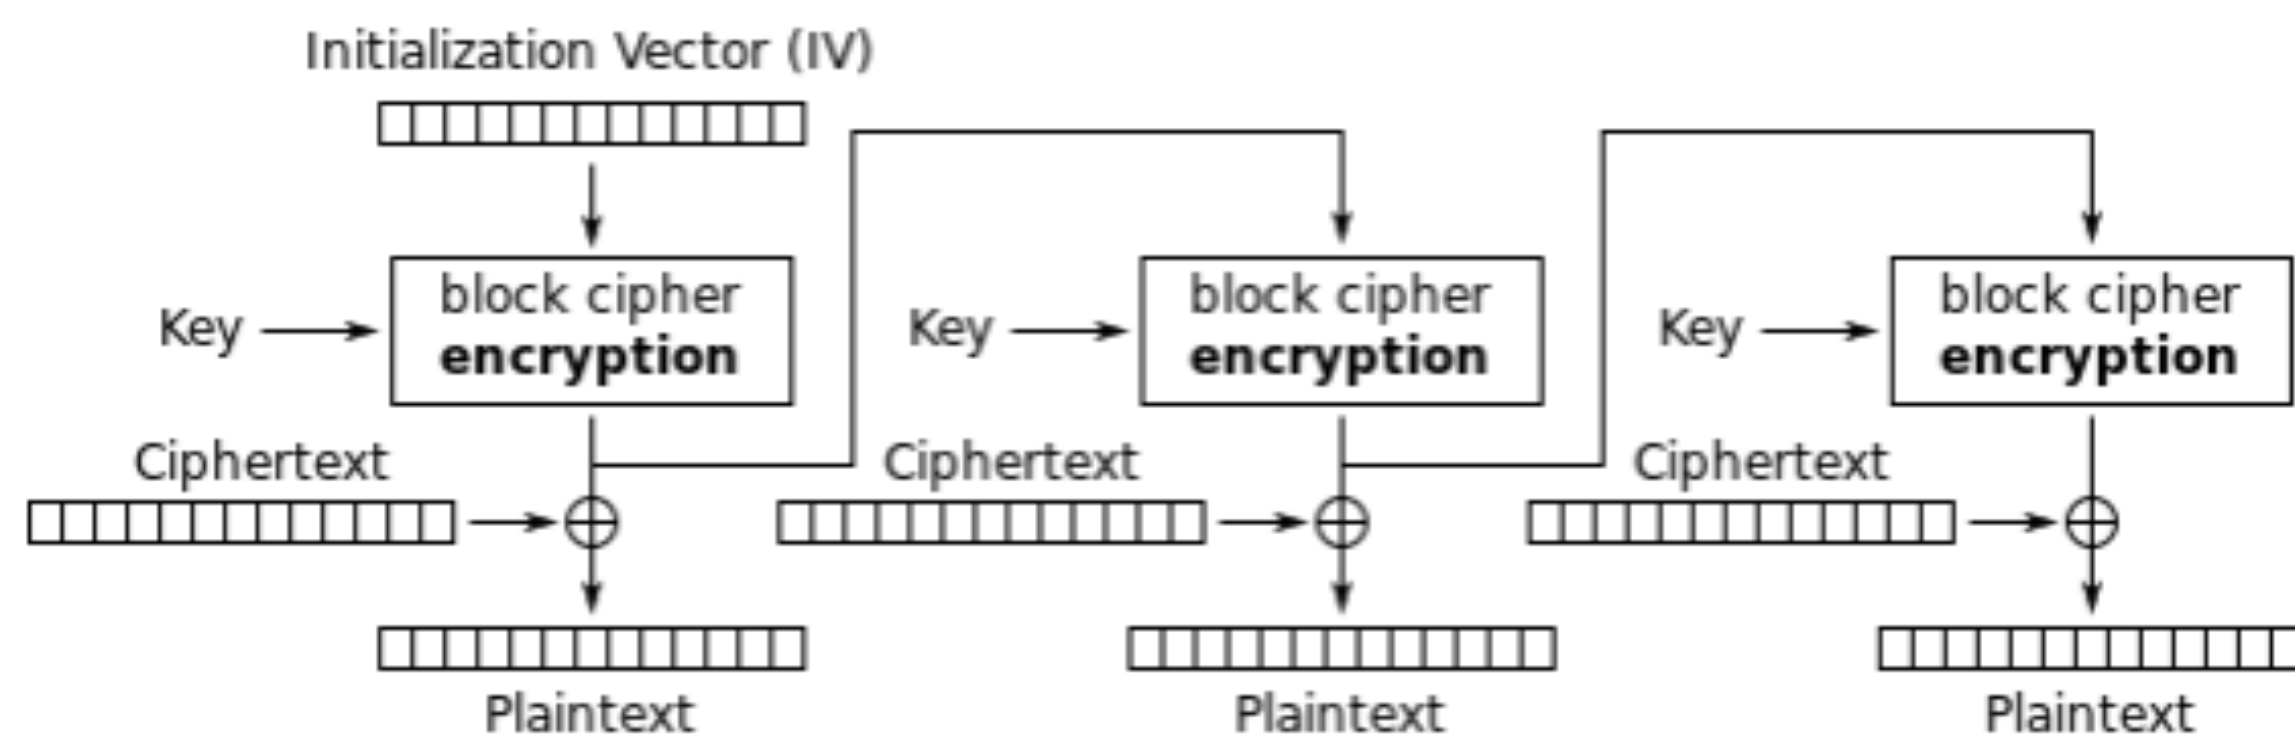 Initialization Vector (IV)
Key
block cipher
encryption
Key
block cipher
encryption
Key
block cipher
encryption
Ciphertext
Ciphertext
Ciphertext
Plaintext
Plaintext
Plaintext